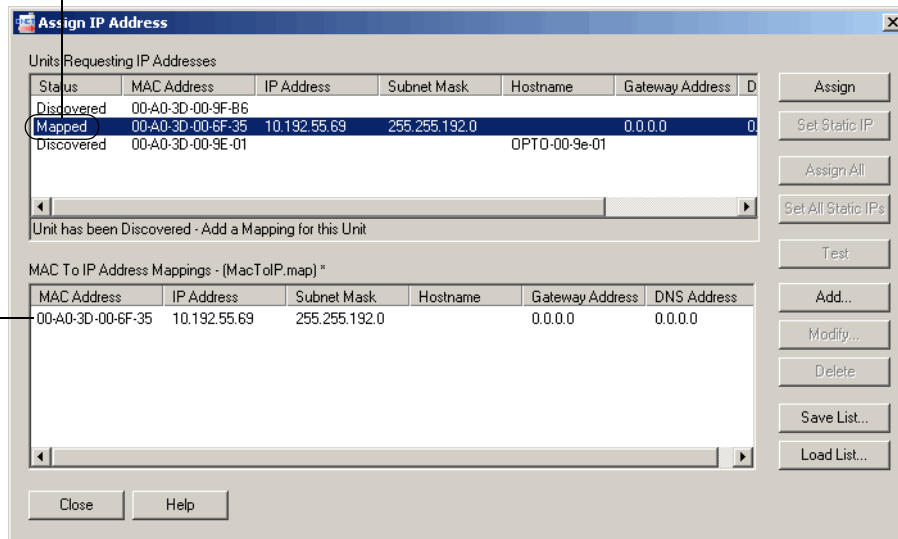 Assign IP Address
Units Requesting IP Addresses
Status MAC Address IP Address Subnet Mask Hostname Gateway Address D
Discovered 00-A0-3D-00-9F-B6
Mapped 00-A0-3D-00-6F-35 10.192.55.69 255.255.192.0 0.0.0.0 0.
Discovered 00-A0-3D-00-9E-01 OPTO-00-9e-01
Unit has been Discovered - Add a Mapping for this Unit
MAC To IP Address Mappings - (MacToIP.map) *
MAC Address IP Address Subnet Mask Hostname Gateway Address DNS Address
00-A0-3D-00-6F-35 10.192.55.69 255.255.192.0 0.0.0.0 0.0.0.0
Assign
Set Static IP
Assign All
Set All Static IPs
Test
Add...
Modify...
Delete
Save List...
Load List...
Close Help